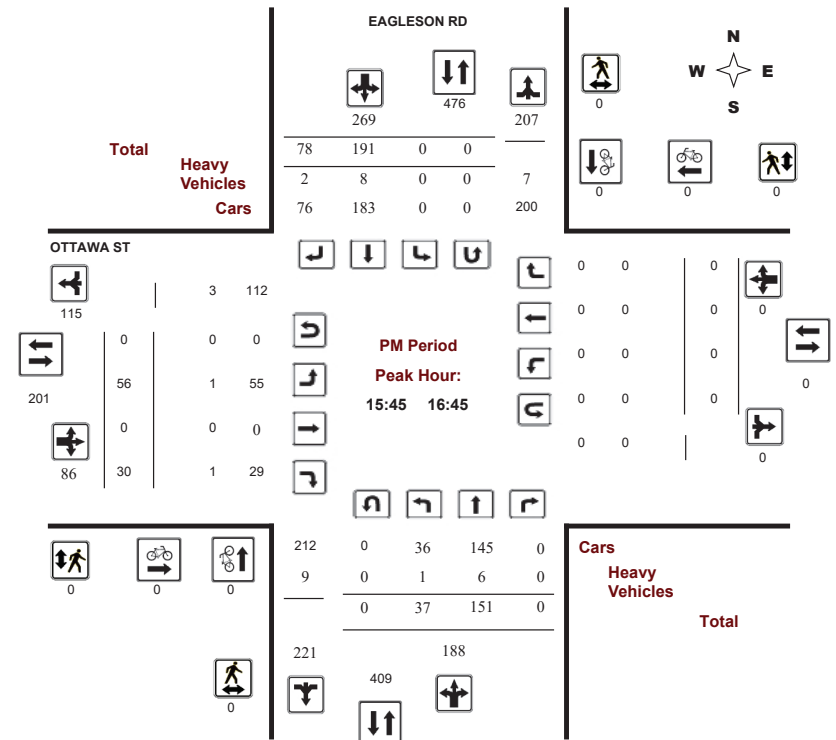 EAGLESON RD
N
W E
S
0
476
269 207
Total 78 191 0 0
Heavy
Vehicles
2 8 0 0 7
Cars 76 183 0 0 200
0 0 0
OTTAWA ST
115
3 112
0 0 0
201
56 1 55
0 0 0
86
30 1 29
PM Period
Peak Hour:
15:45 16:45
0 0 0
0
0 0 0
0 0 0
0
0 0 0
0 0
0
212 0 36 145 0 Cars
9 0 1 6 0 Heavy
Vehicles
0 37 151 0 Total
0 0 0
221 188
409
0